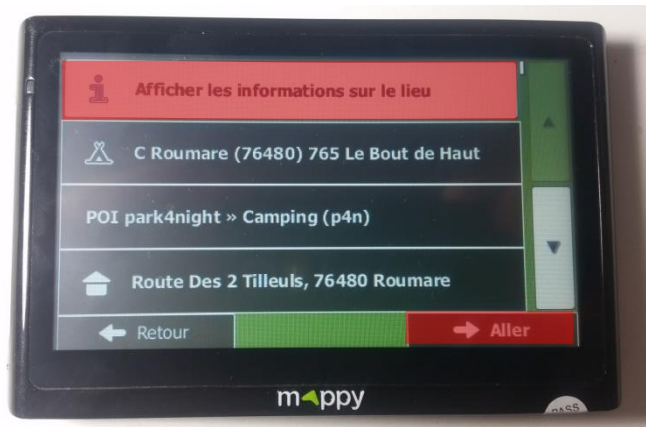 Afficher les informations sur le lieu
C Roumare (76480) 765 Le Bout de Haut
POI park4night » Camping (p4n)
Route Des 2 Tilleuls, 76480 Roumare
Retour
Aller
mappy
PASS